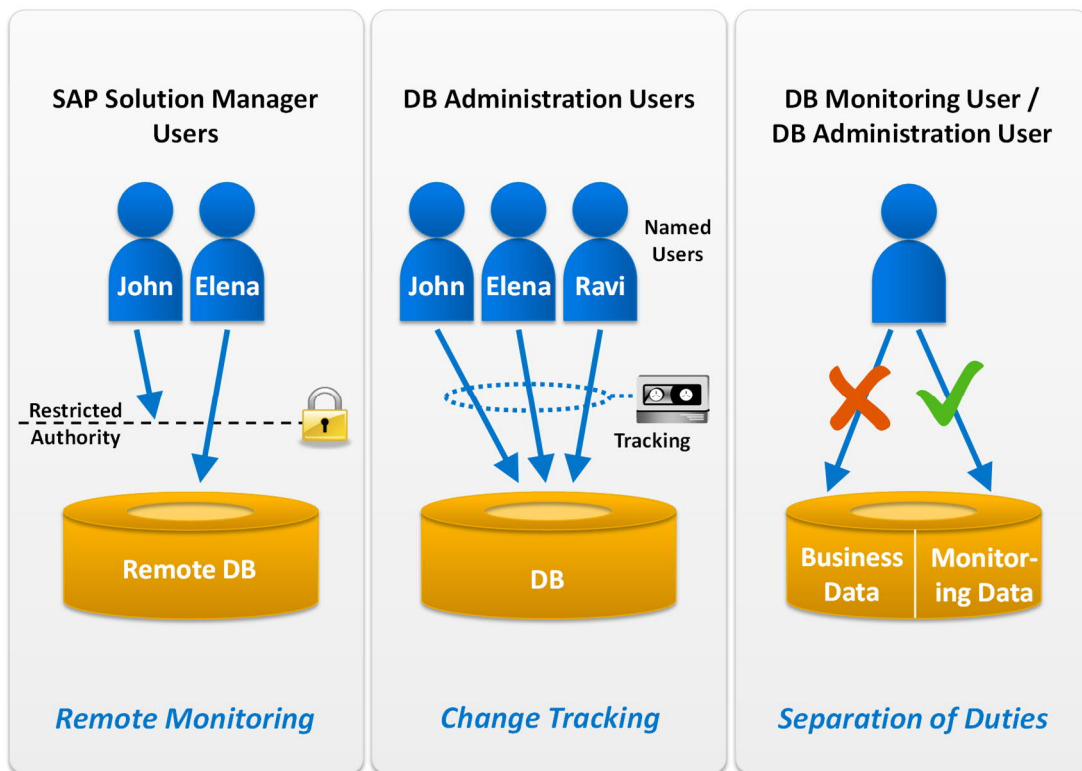 SAP Solution Manager
Users
John
Elena
Restricted
Authority
Remote DB
Remote Monitoring
DB Administration Users
Named
Users
John
Elena
Ravi
Tracking
DB
Change Tracking
DB Monitoring User /
DB Administration User
Business
Data
Monitor-
ing Data
Separation of Duties